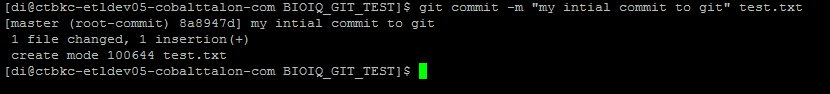 [di@ctbkc-etldev05-cobalttalon-com BIOIQ_GIT_TEST]$ git commit -m "my intial commit to git" test.txt
[master (root-commit) 8a8947d] my intial commit to git
 1 file changed, 1 insertion(+)
 create mode 100644 test.txt
[di@ctbkc-etldev05-cobalttalon-com BIOIQ_GIT_TEST]$